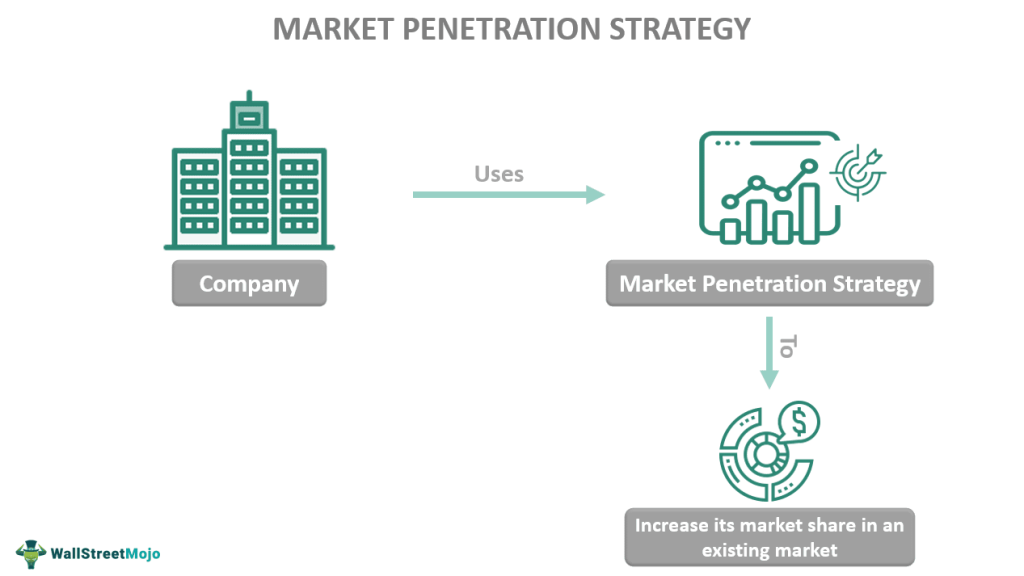 MARKET PENETRATION STRATEGY
Uses
Company
Market Penetration Strategy
To
$
Increase its market share in an
existing market
WallStreetMojo